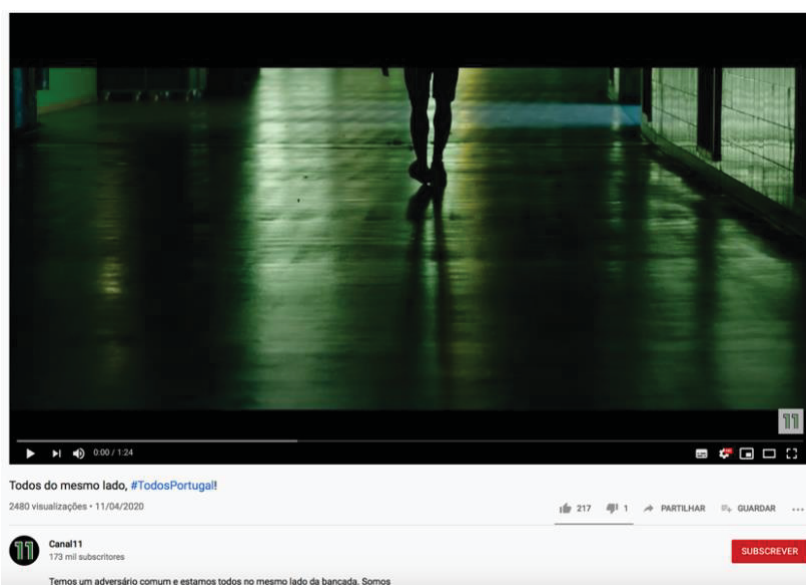 11
0:00 / 1:24
Todos do mesmo lado, #TodosPortugal!
2480 visualizações • 11/04/2020
217 1 PARTILHAR GUARDAR ...
11 Canal11
173 mil subscritores
SUBSCREVER
Temos um adversário comum e estamos todos no mesmo lado da bancada. Somos